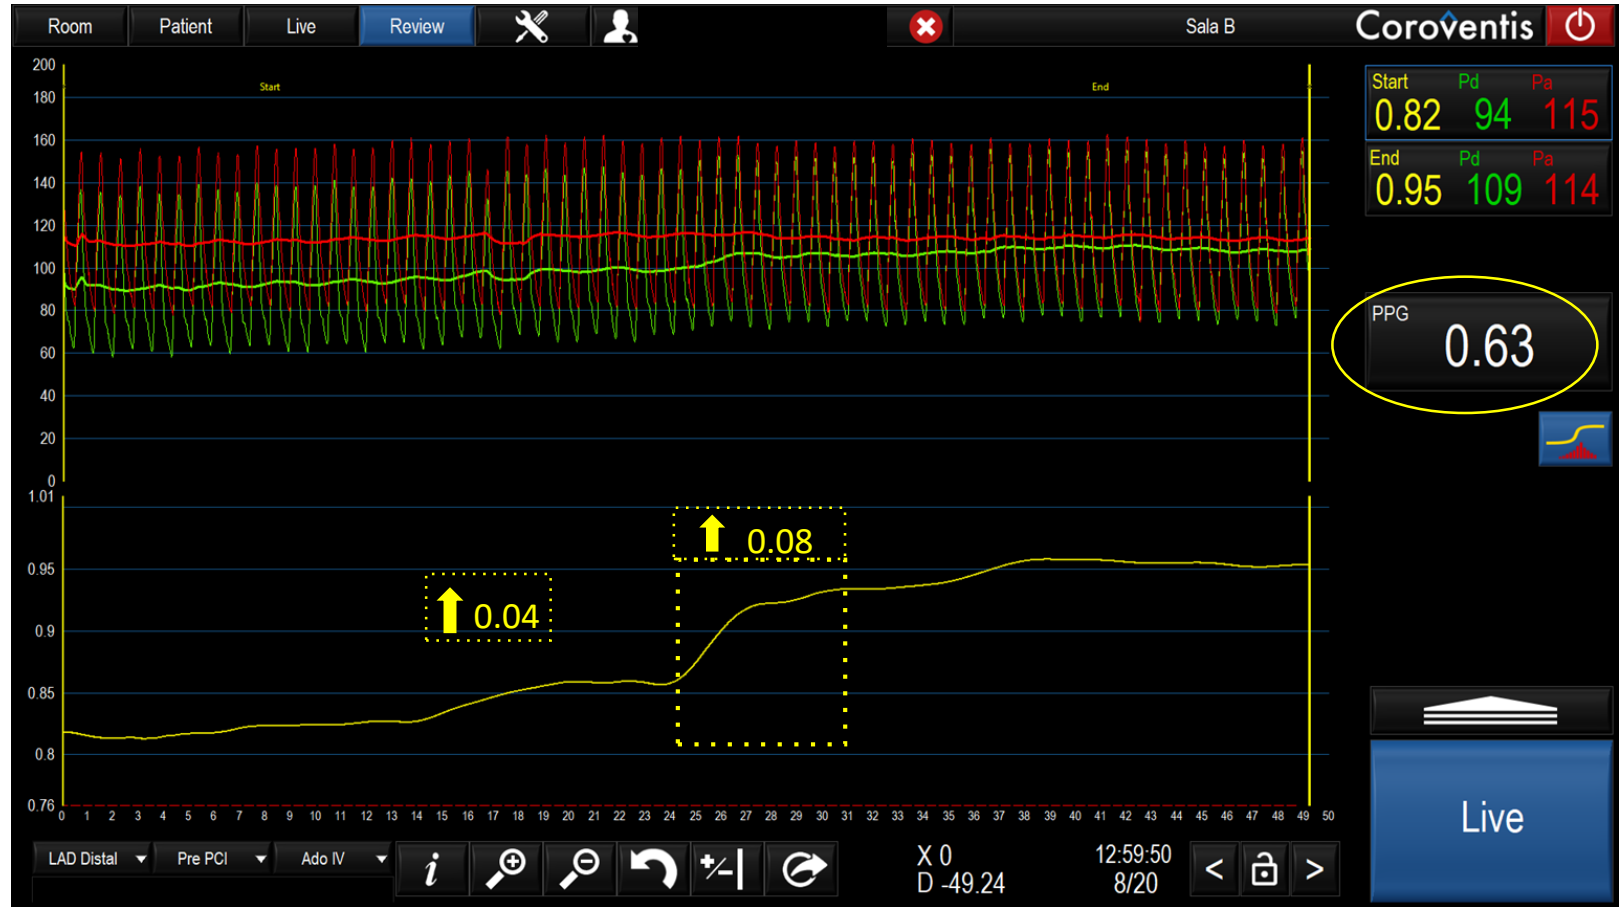 Room Patient Live Review Sala B Coroventis
200
180
160
140
120
100
80
60
40
20
0
Start End
Start Pd Pa
0.82 94 115
End Pd Pa
0.95 109 114
PPG
0.63
1.01
0.95
0.9
0.85
0.8
0.76
0.04
0.08
0 1 2 3 4 5 6 7 8 9 10 11 12 13 14 15 16 17 18 19 20 21 22 23 24 25 26 27 28 29 30 31 32 33 34 35 36 37 38 39 40 41 42 43 44 45 46 47 48 49 50
LAD Distal Pre PCI Ado IV i +/- X 0 12:59:50 < >
D -49.24 8/20
Live